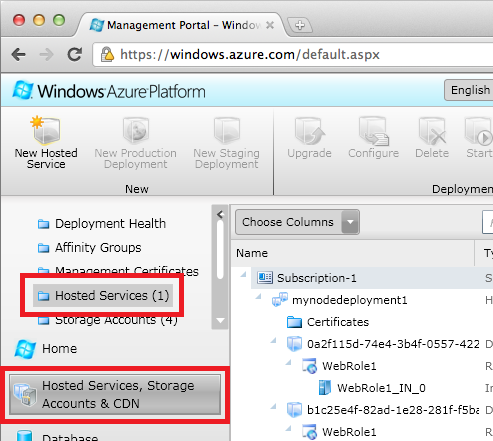 Management Portal – Window
https://windows.azure.com/default.aspx
Windows Azure Platform
English
New Hosted
Service
New Production
Deployment
New Staging
Deployment
Upgrade
Configure
Delete
Start
New
Deployment
Deployment Health
Affinity Groups
Management Certificates
Hosted Services (1)
Storage Accounts (4)
Home
Hosted Services, Storage
Accounts & CDN
Database
Choose Columns
Name
Subscription-1
mynodedeployment1
Certificates
0a2f115d-74e4-3b4f-0557-422
WebRole1
WebRole1_IN_0
b1c25e4f-82ad-1e28-281f-f5ba
WebRole1